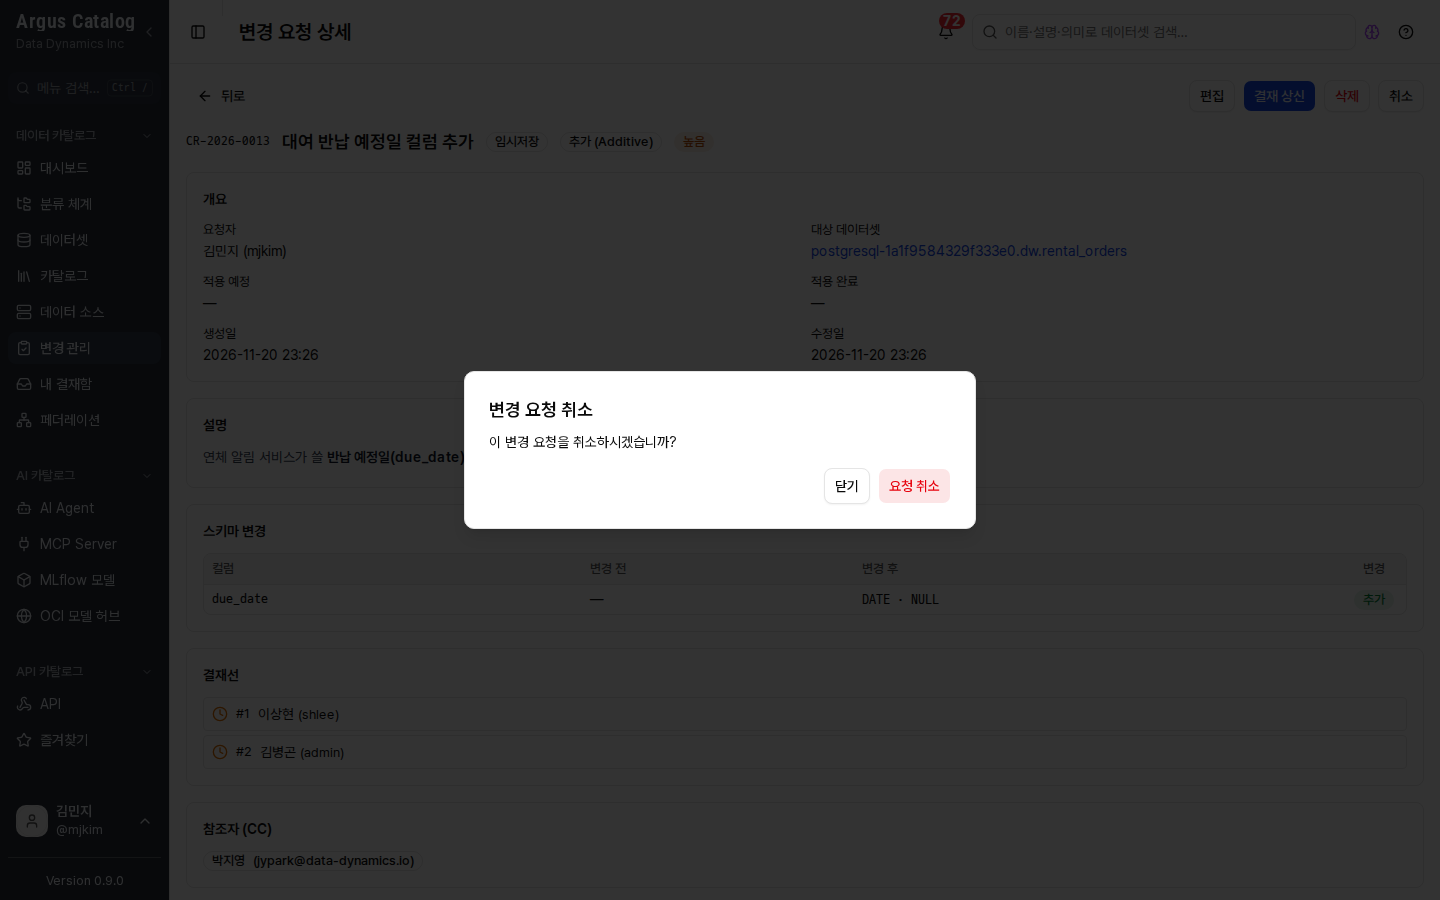 Argus Catalog
Data Dynamics Inc
메뉴 검색... Ctrl /
데이터 카탈로그
대시보드
분류 체계
데이터셋
카탈로그
데이터 소스
변경 관리
내 결재함
페더레이션
AI 카탈로그
AI Agent
MCP Server
MLflow 모델
OCI 모델 허브
API 카탈로그
API
즐겨찾기
김민지
@mjkim
Version 0.9.0
변경 요청 상세
72
이름·설명·의미로 데이터셋 검색...
뒤로
편집 결재 상신 삭제 취소
CR-2026-0013 대여 반납 예정일 컬럼 추가 임시저장 추가 (Additive) 높음
개요
요청자 대상 데이터셋
김민지 (mjkim) postgresql-1a1f9584329f333e0.dw.rental_orders
적용 예정 적용 완료
— —
생성일 수정일
2026-11-20 23:26 2026-11-20 23:26
설명
연체 알림 서비스가 쓸 반납 예정일(due_date)
변경 요청 취소
이 변경 요청을 취소하시겠습니까?
닫기 요청 취소
스키마 변경
컬럼 변경 전 변경 후 변경
due_date — DATE · NULL 추가
결재선
#1 이상현 (shlee)
#2 김병곤 (admin)
참조자 (CC)
박지영 (jypark@data-dynamics.io)